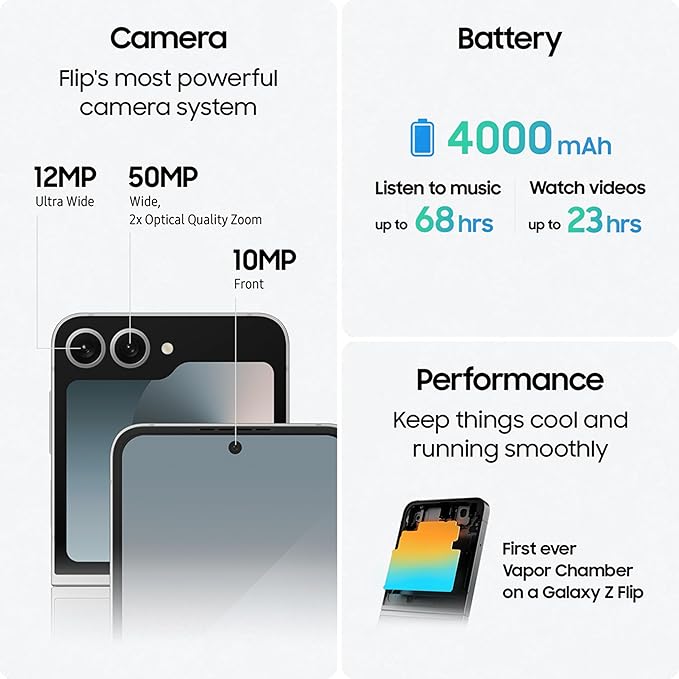 Camera
Flip's most powerful
camera system
12MP
Ultra Wide
50MP
Wide,
2x Optical Quality Zoom
10MP
Front
Battery
4000 mAh
Listen to music
up to 68 hrs
Watch videos
up to 23 hrs
Performance
Keep things cool and
running smoothly
First ever
Vapor Chamber
on a Galaxy Z Flip